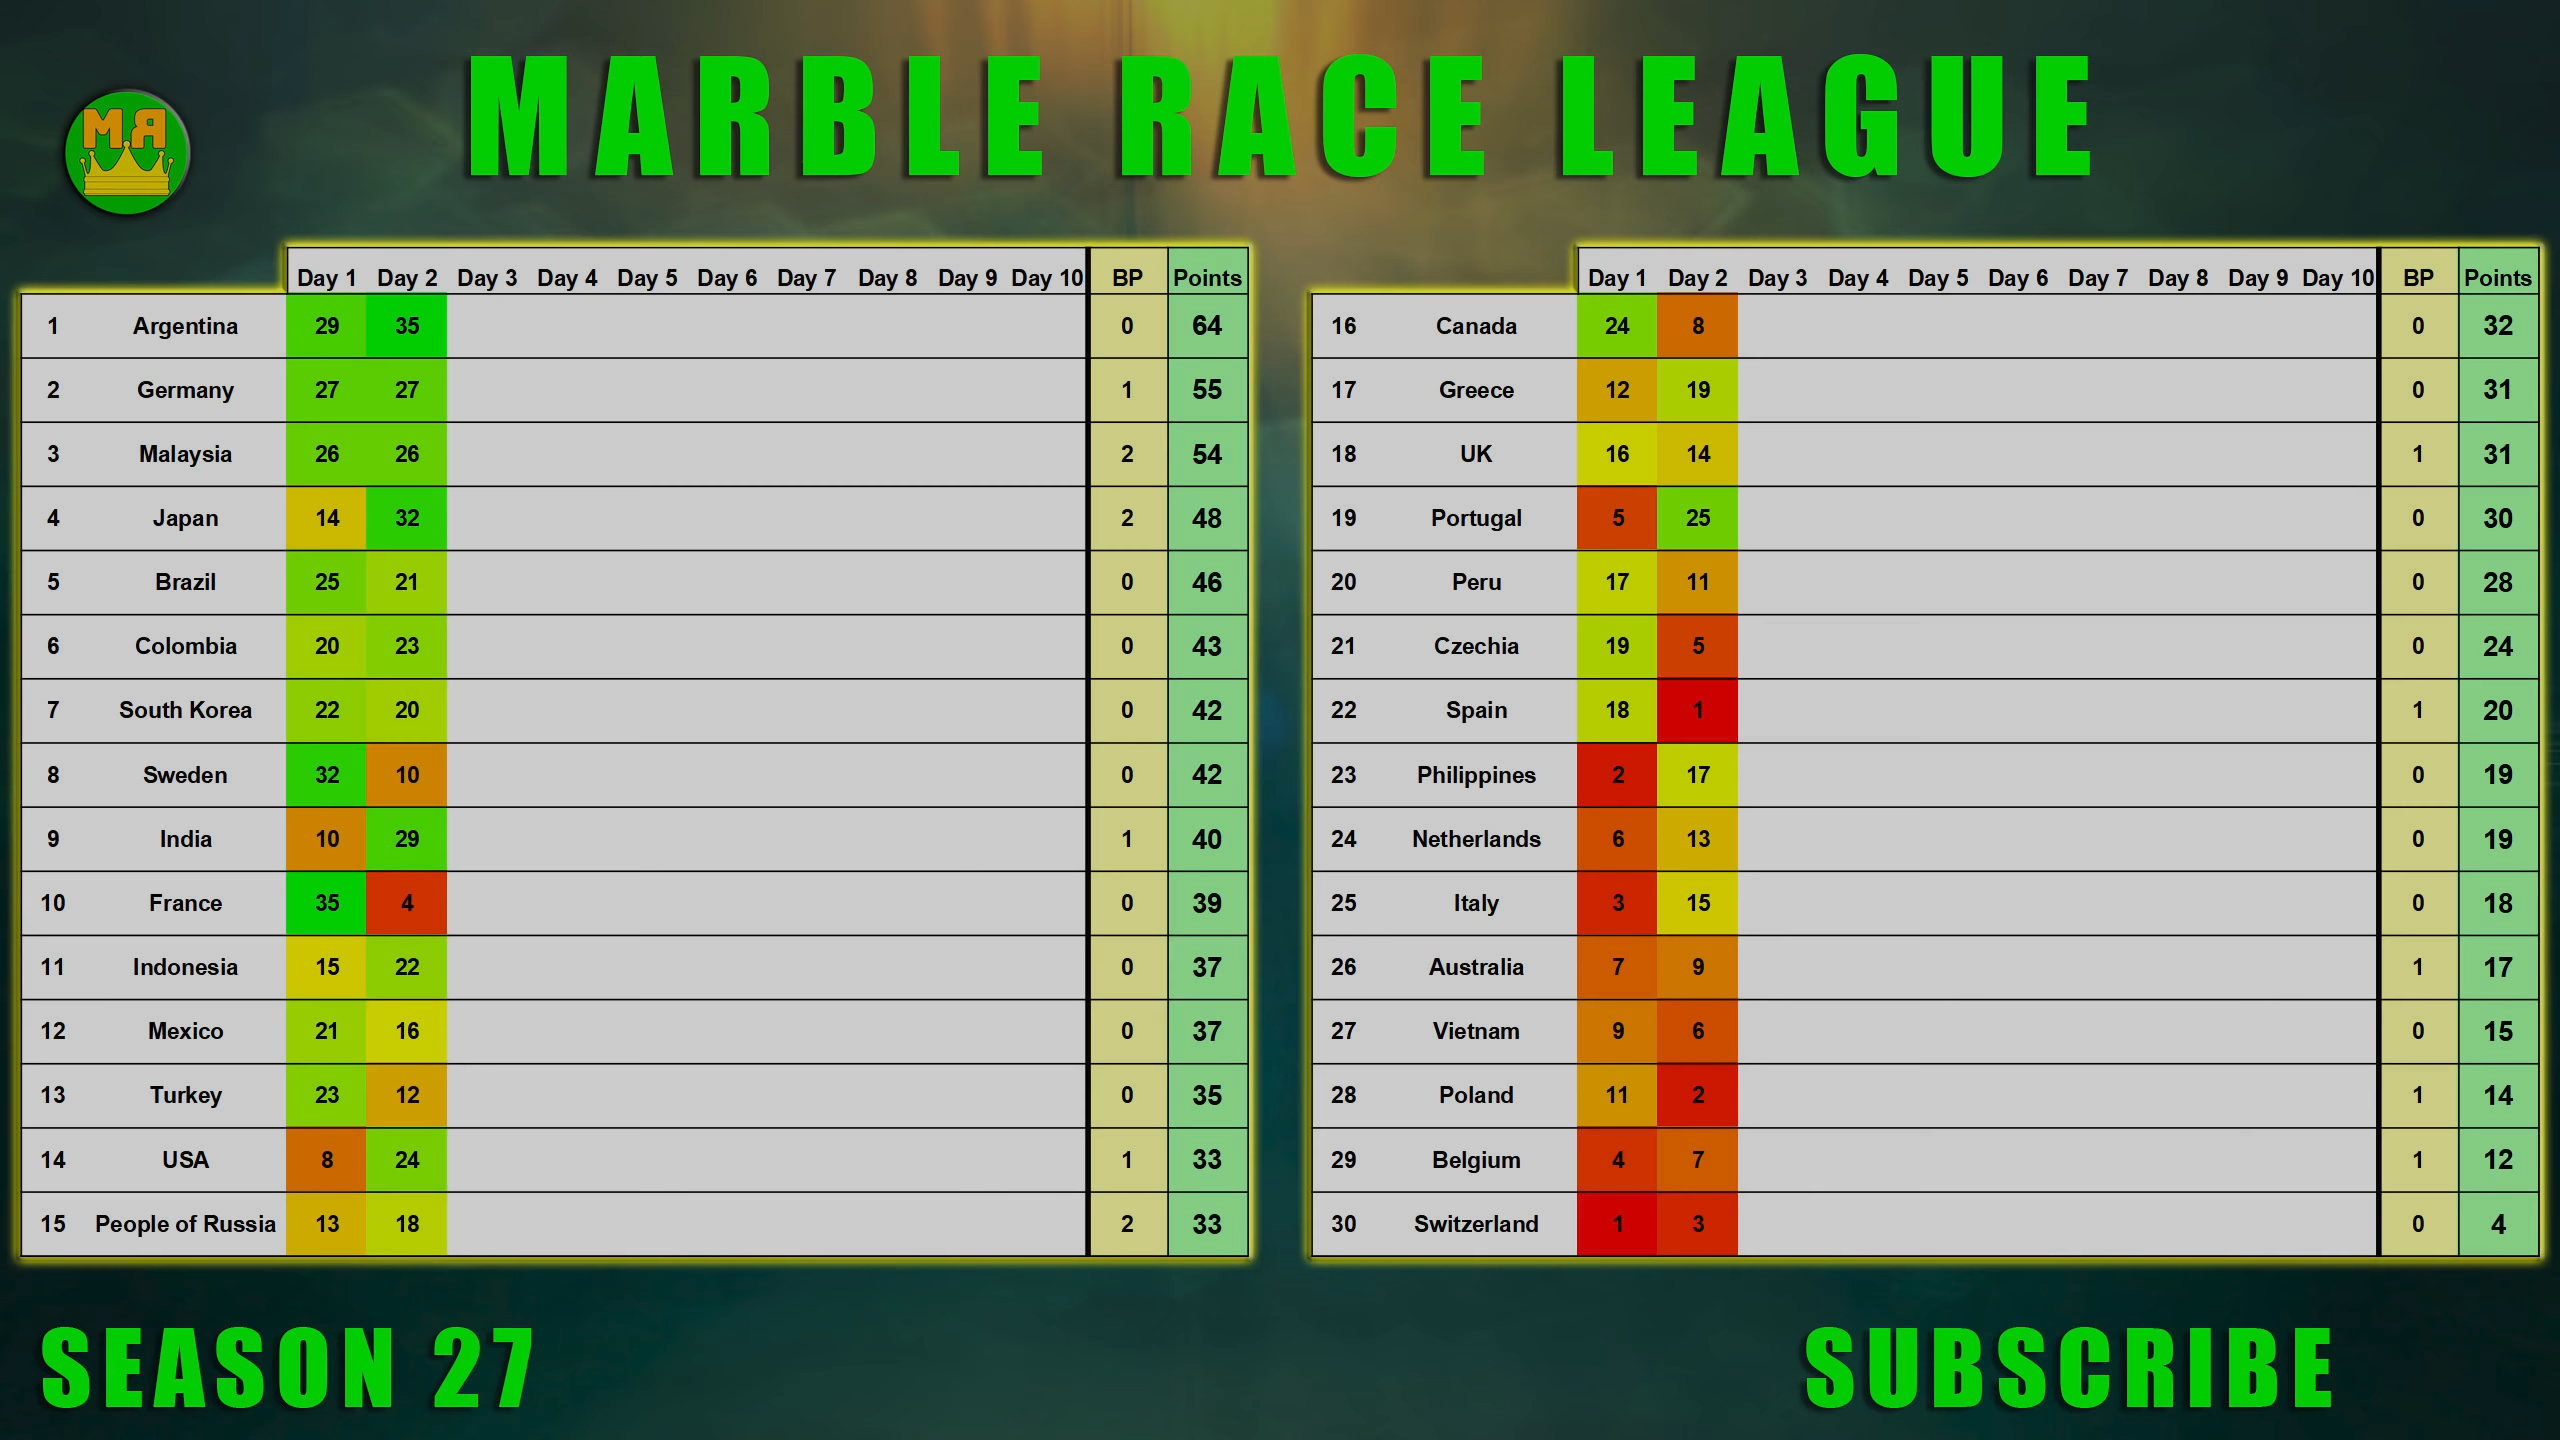 MARBLE RACE LEAGUE
MR
Day 1 Day 2 Day 3 Day 4 Day 5 Day 6 Day 7 Day 8 Day 9 Day 10 BP Points
1 Argentina 29 35 0 64
2 Germany 27 27 1 55
3 Malaysia 26 26 2 54
4 Japan 14 32 2 48
5 Brazil 25 21 0 46
6 Colombia 20 23 0 43
7 South Korea 22 20 0 42
8 Sweden 32 10 0 42
9 India 10 29 1 40
10 France 35 4 0 39
11 Indonesia 15 22 0 37
12 Mexico 21 16 0 37
13 Turkey 23 12 0 35
14 USA 8 24 1 33
15 People of Russia 13 18 2 33
Day 1 Day 2 Day 3 Day 4 Day 5 Day 6 Day 7 Day 8 Day 9 Day 10 BP Points
16 Canada 24 8 0 32
17 Greece 12 19 0 31
18 UK 16 14 1 31
19 Portugal 5 25 0 30
20 Peru 17 11 0 28
21 Czechia 19 5 0 24
22 Spain 18 1 1 20
23 Philippines 2 17 0 19
24 Netherlands 6 13 0 19
25 Italy 3 15 0 18
26 Australia 7 9 1 17
27 Vietnam 9 6 0 15
28 Poland 11 2 1 14
29 Belgium 4 7 1 12
30 Switzerland 1 3 0 4
SEASON 27
SUBSCRIBE